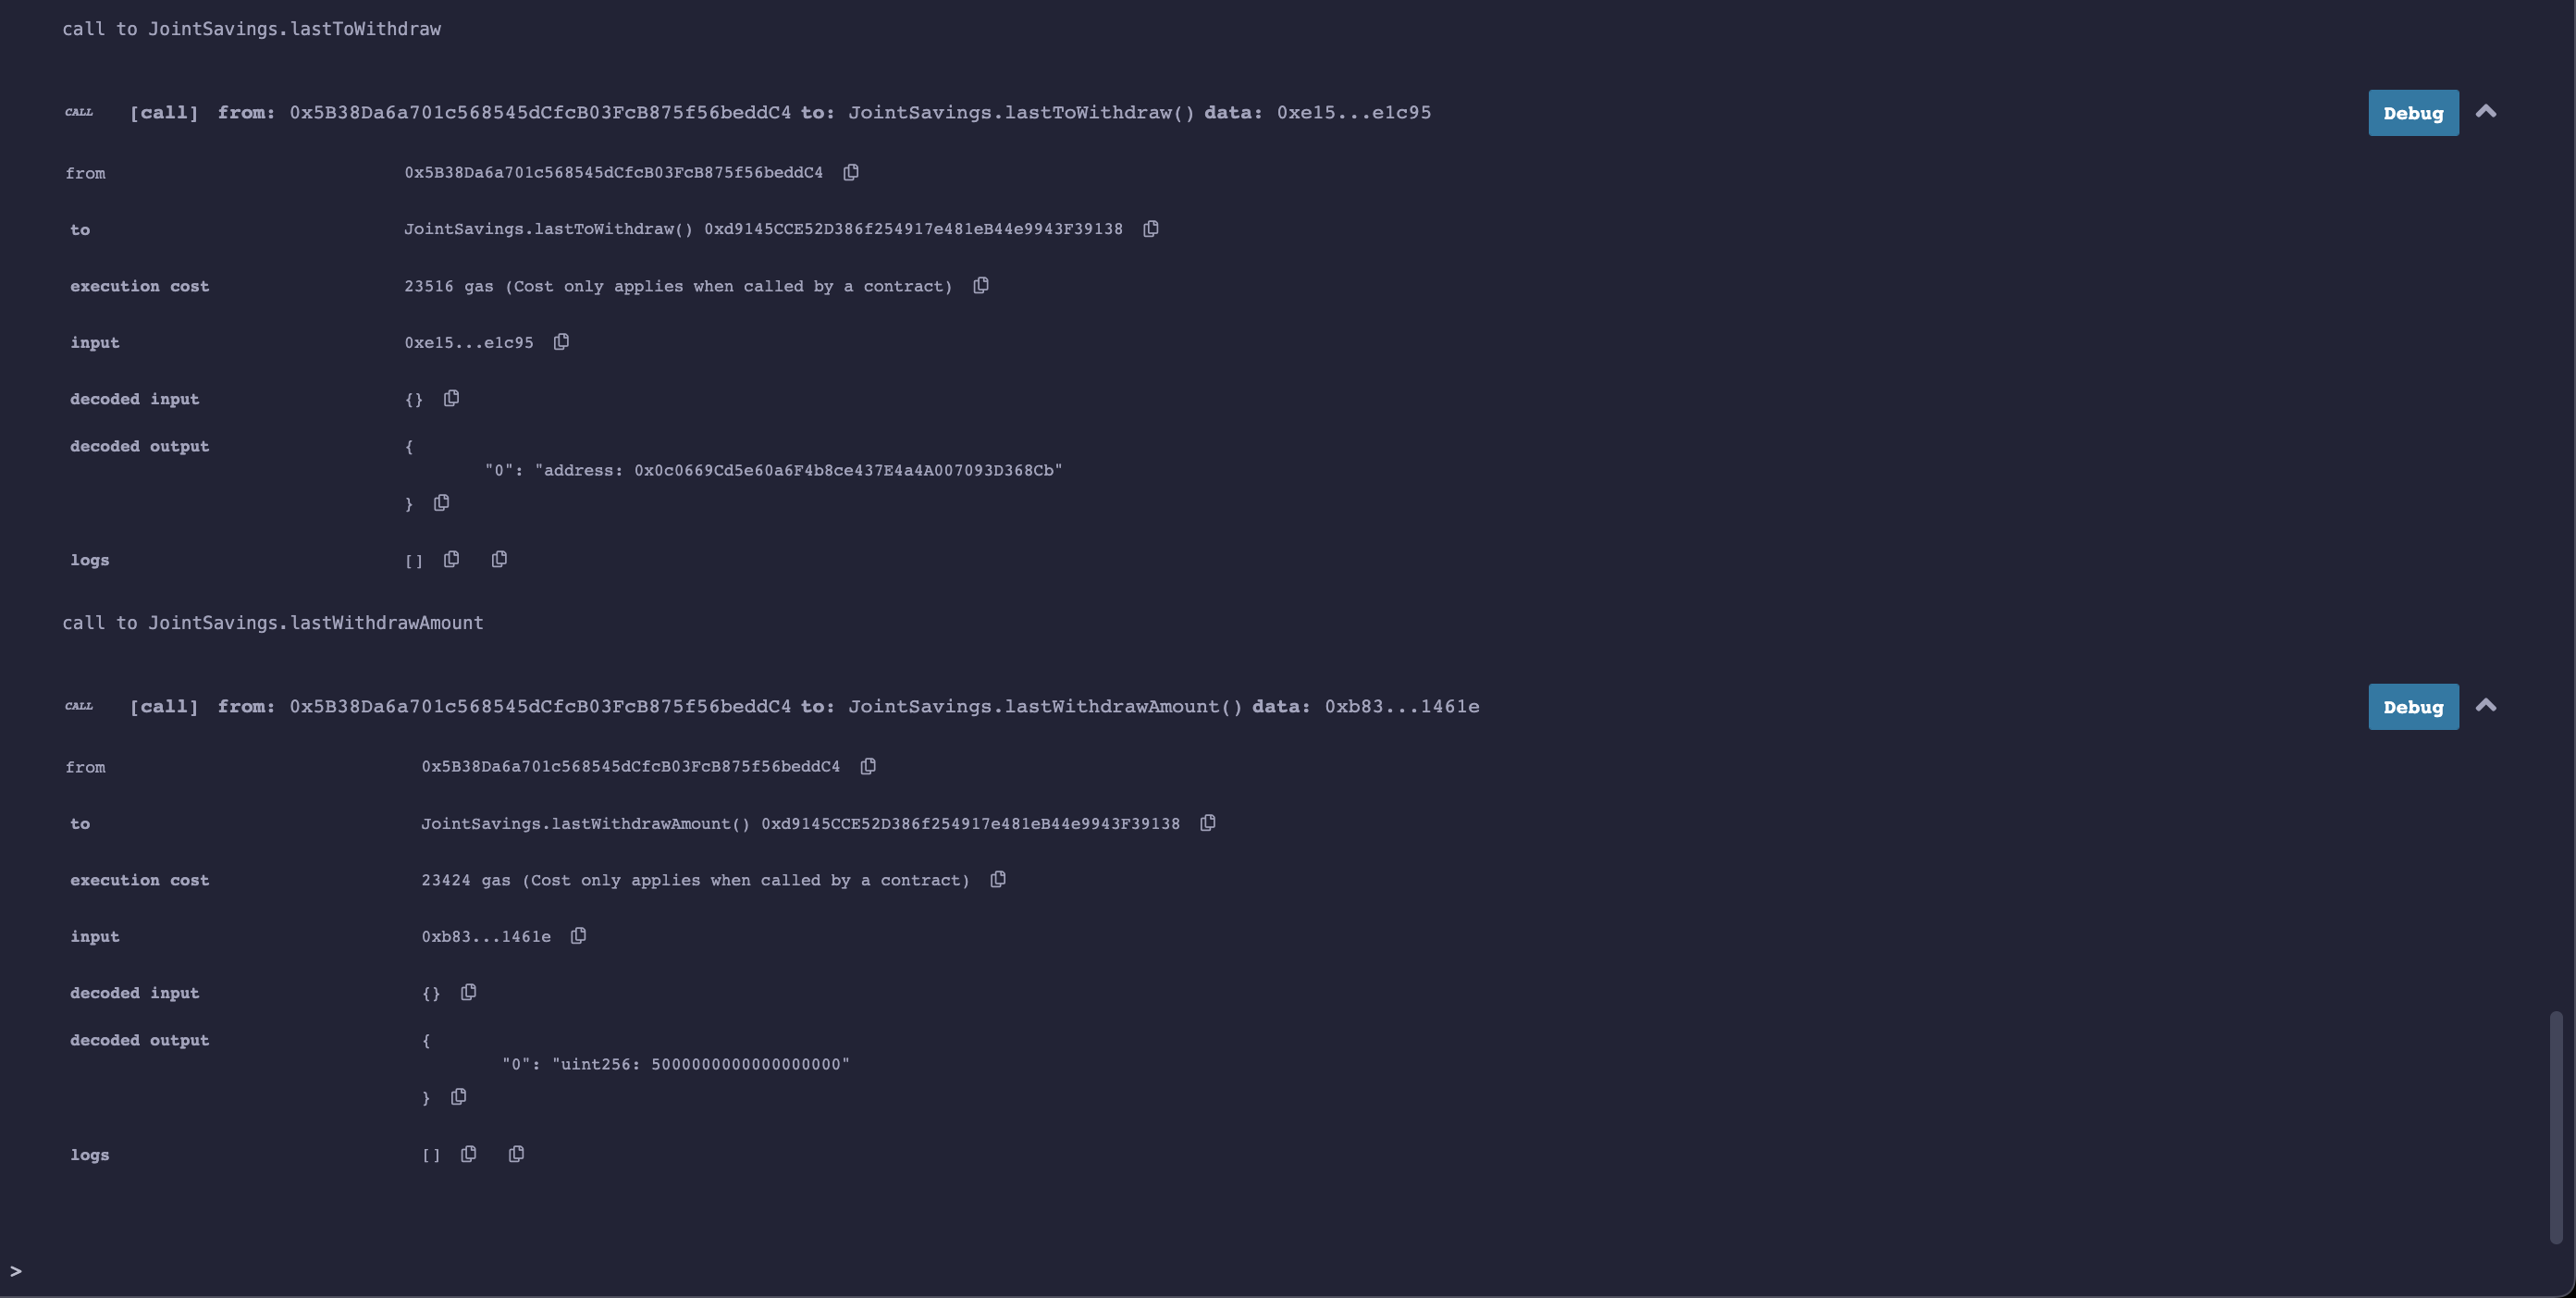 call to JointSavings.lastToWithdraw
CALL [call] from: 0x5B38Da6a701c568545dCfcB03FcB875f56beddC4 to: JointSavings.lastToWithdraw() data: 0xe15...e1c95 Debug
from 0x5B38Da6a701c568545dCfcB03FcB875f56beddC4
to JointSavings.lastToWithdraw() 0xd9145CCE52D386f254917e481eB44e9943F39138
execution cost 23516 gas (Cost only applies when called by a contract)
input 0xe15...e1c95
decoded input {}
decoded output {
"0": "address: 0x0c0669Cd5e60a6F4b8ce437E4a4A007093D368Cb"
}
logs []
call to JointSavings.lastWithdrawAmount
CALL [call] from: 0x5B38Da6a701c568545dCfcB03FcB875f56beddC4 to: JointSavings.lastWithdrawAmount() data: 0xb83...1461e Debug
from 0x5B38Da6a701c568545dCfcB03FcB875f56beddC4
to JointSavings.lastWithdrawAmount() 0xd9145CCE52D386f254917e481eB44e9943F39138
execution cost 23424 gas (Cost only applies when called by a contract)
input 0xb83...1461e
decoded input {}
decoded output {
"0": "uint256: 5000000000000000000"
}
logs []
>